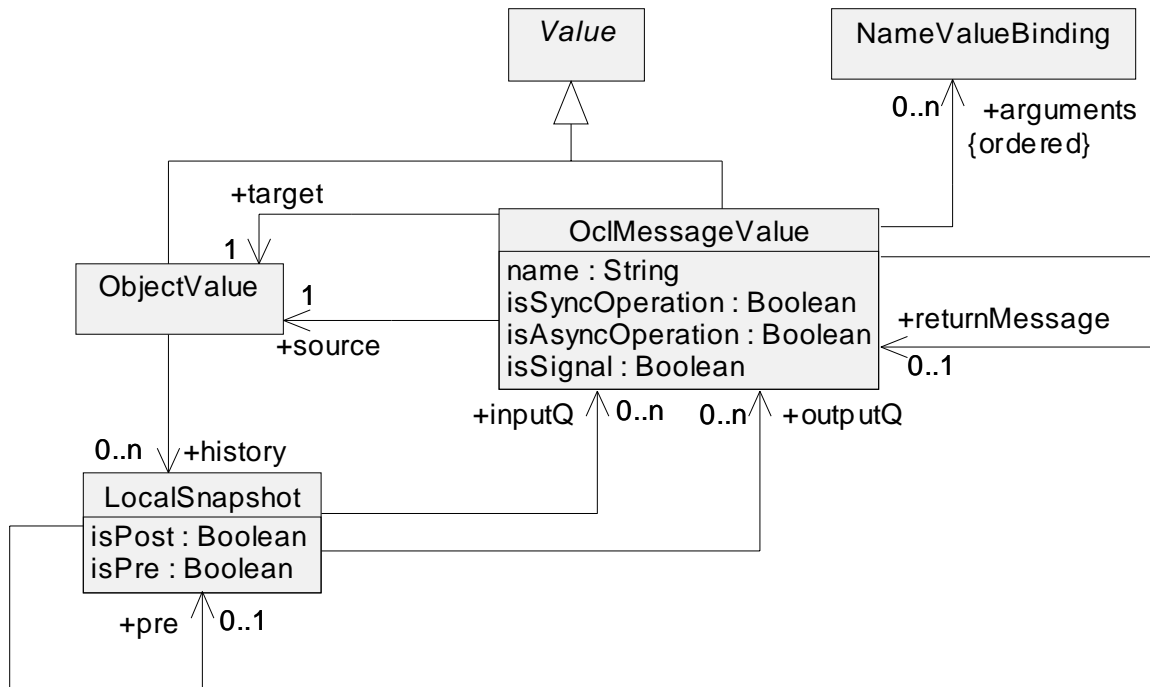 Value
NameValueBinding
0..n
+arguments
{ordered}
+target
1
OclMessageValue
name : String
isSyncOperation : Boolean
isAsyncOperation : Boolean
isSignal : Boolean
ObjectValue
1
+source
+returnMessage
0..1
+inputQ
0..n
0..n
+outputQ
0..n
+history
LocalSnapshot
isPost : Boolean
isPre : Boolean
+pre
0..1